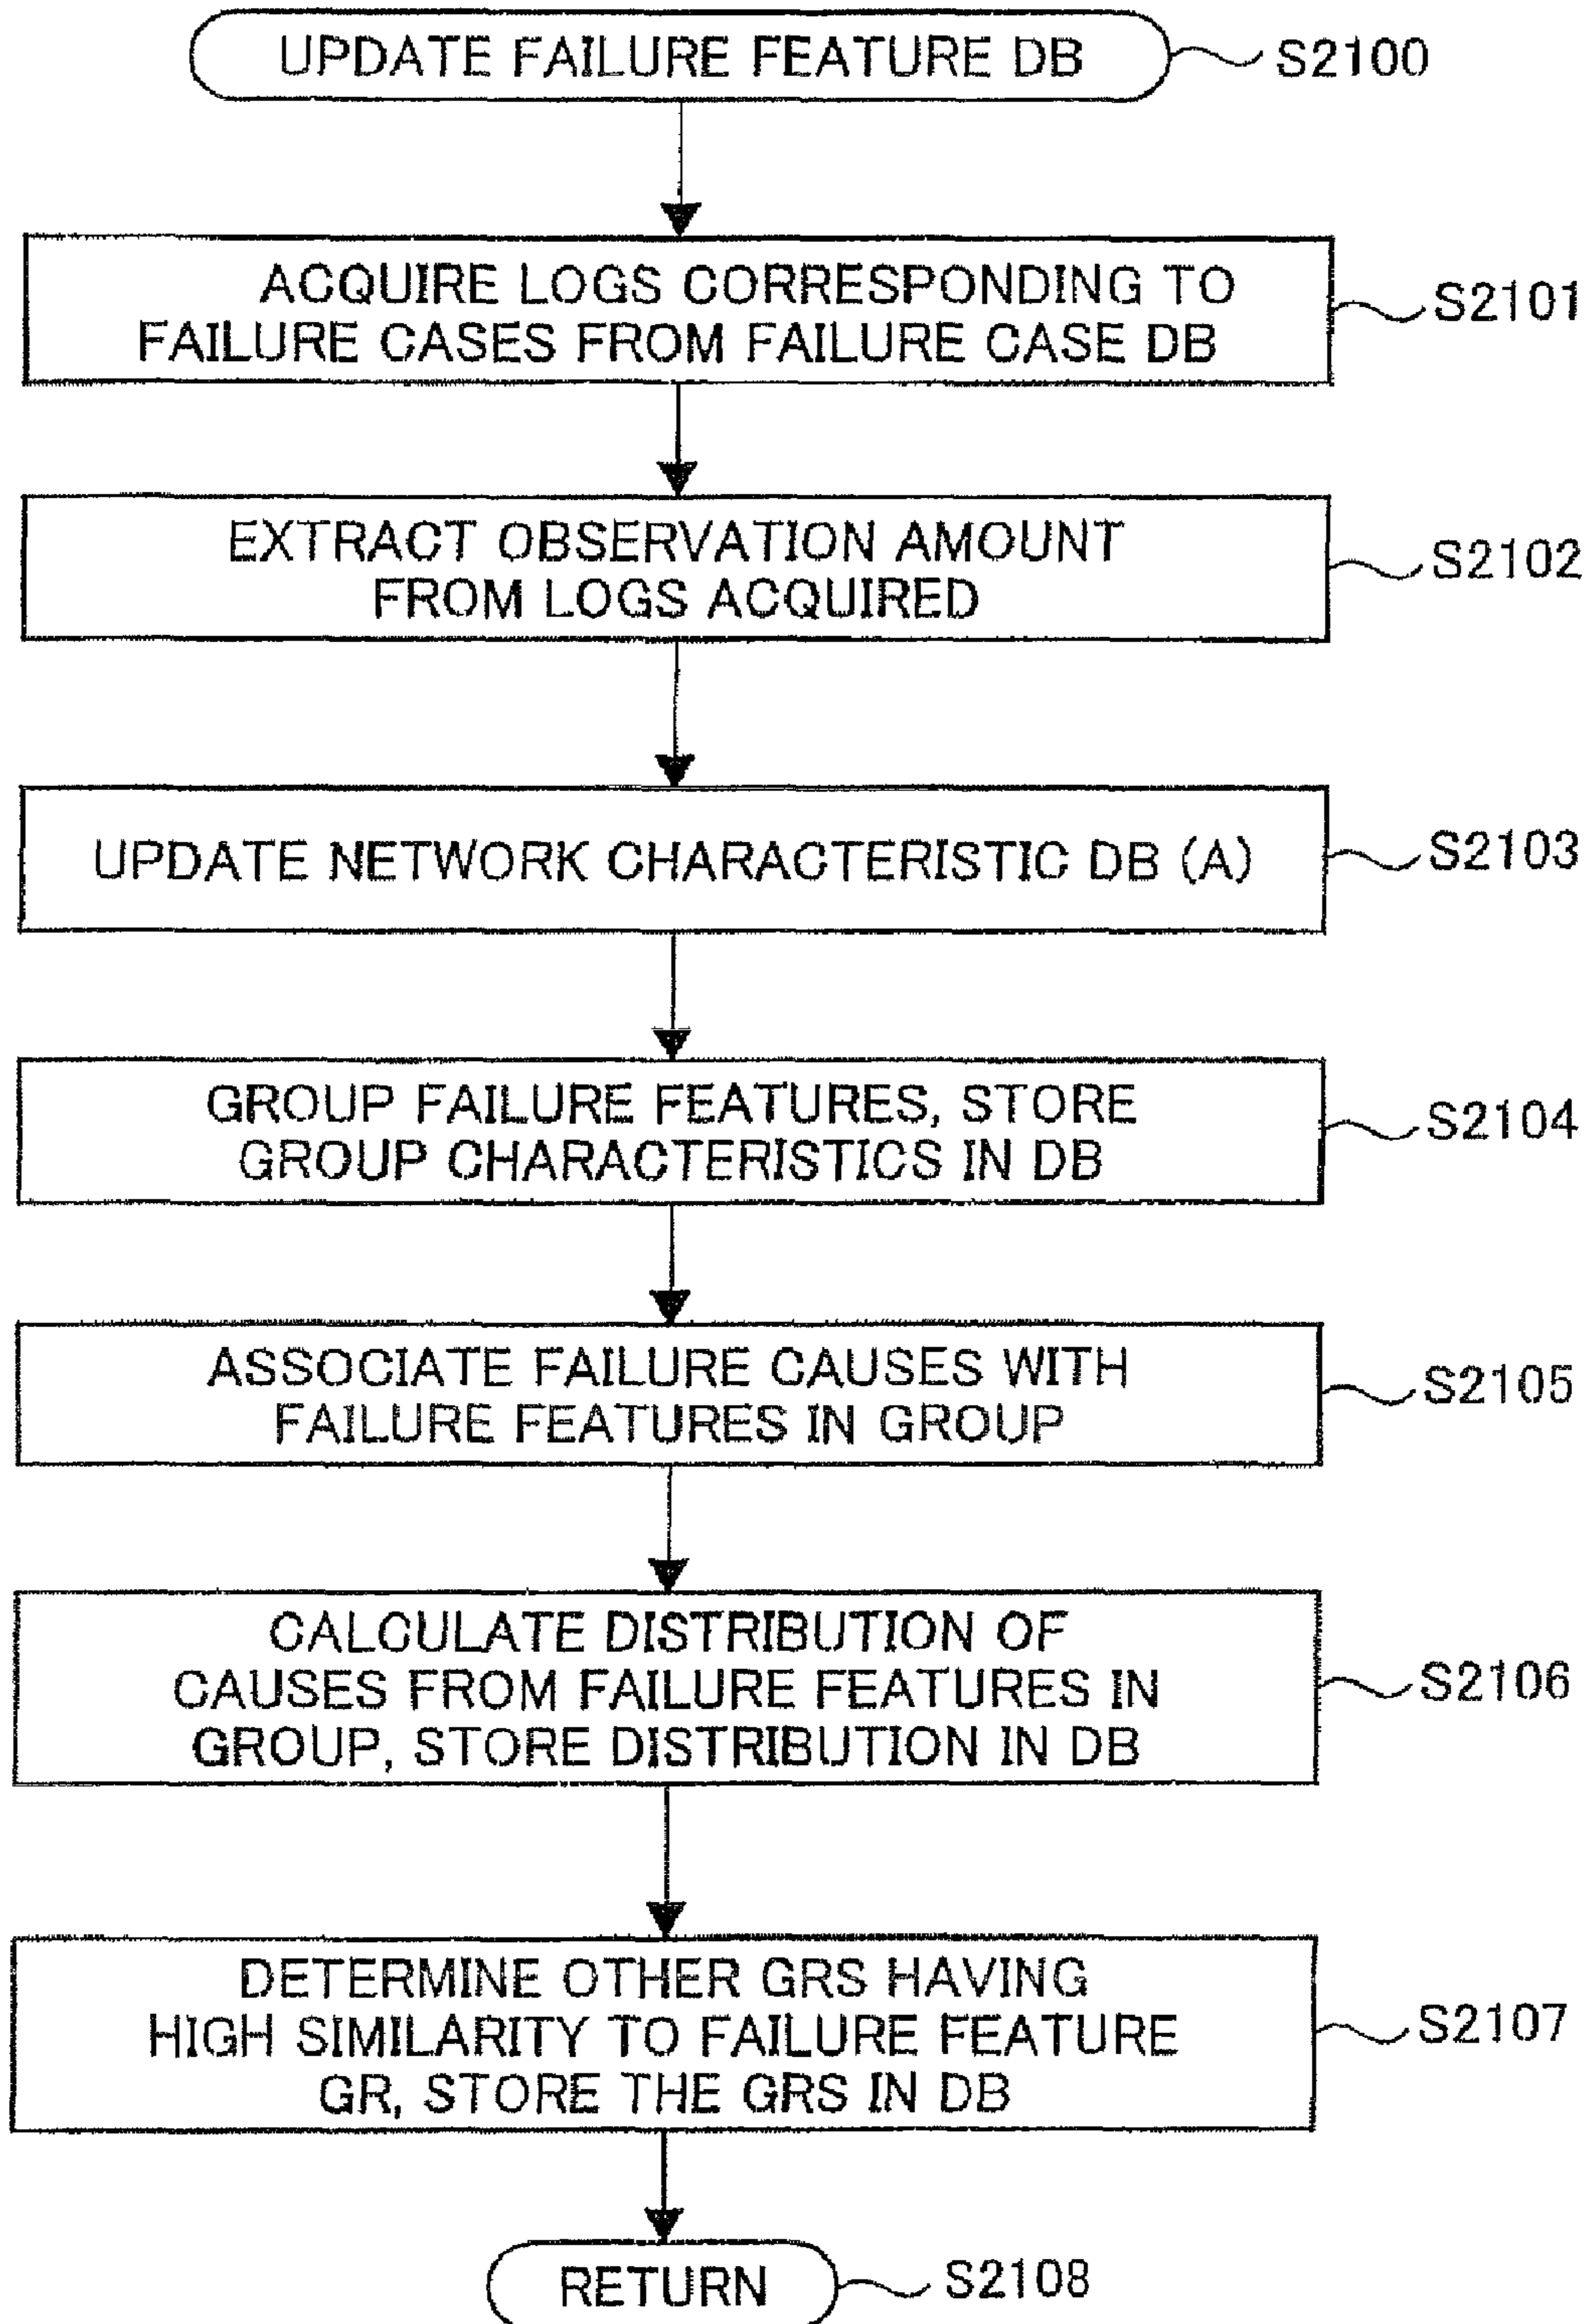 UPDATE FAILURE FEATURE DB
S2100
ACQUIRE LOGS CORRESPONDING TO
FAILURE CASES FROM FAILURE CASE DB
S2101
EXTRACT OBSERVATION AMOUNT
FROM LOGS ACQUIRED
S2102
UPDATE NETWORK CHARACTERISTIC DB (A)
S2103
GROUP FAILURE FEATURES, STORE
GROUP CHARACTERISTICS IN DB
S2104
ASSOCIATE FAILURE CAUSES WITH
FAILURE FEATURES IN GROUP
S2105
CALCULATE DISTRIBUTION OF
CAUSES FROM FAILURE FEATURES IN
GROUP, STORE DISTRIBUTION IN DB
S2106
DETERMINE OTHER GRS HAVING
HIGH SIMILARITY TO FAILURE FEATURE
GR, STORE THE GRS IN DB
S2107
RETURN
S2108